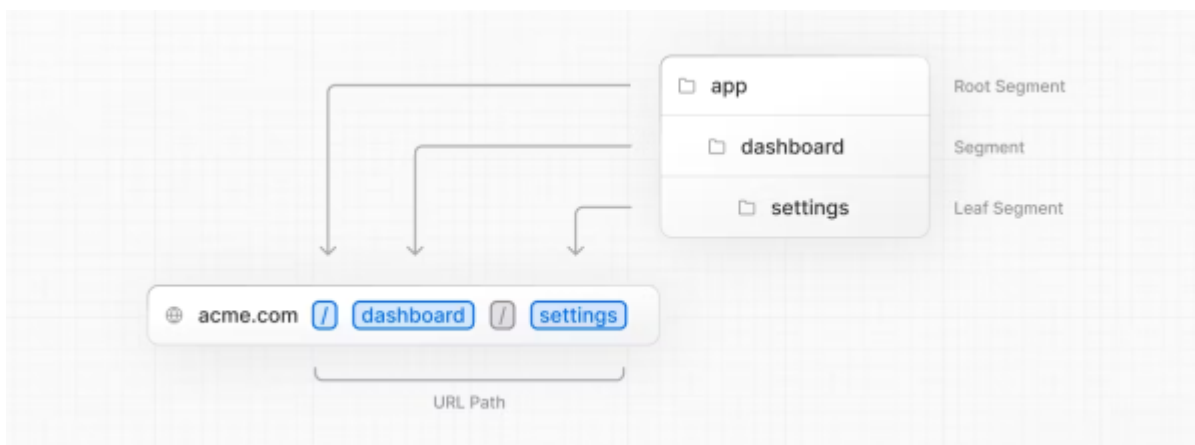 app
Root Segment
dashboard
Segment
settings
Leaf Segment
acme.com / dashboard / settings
URL Path